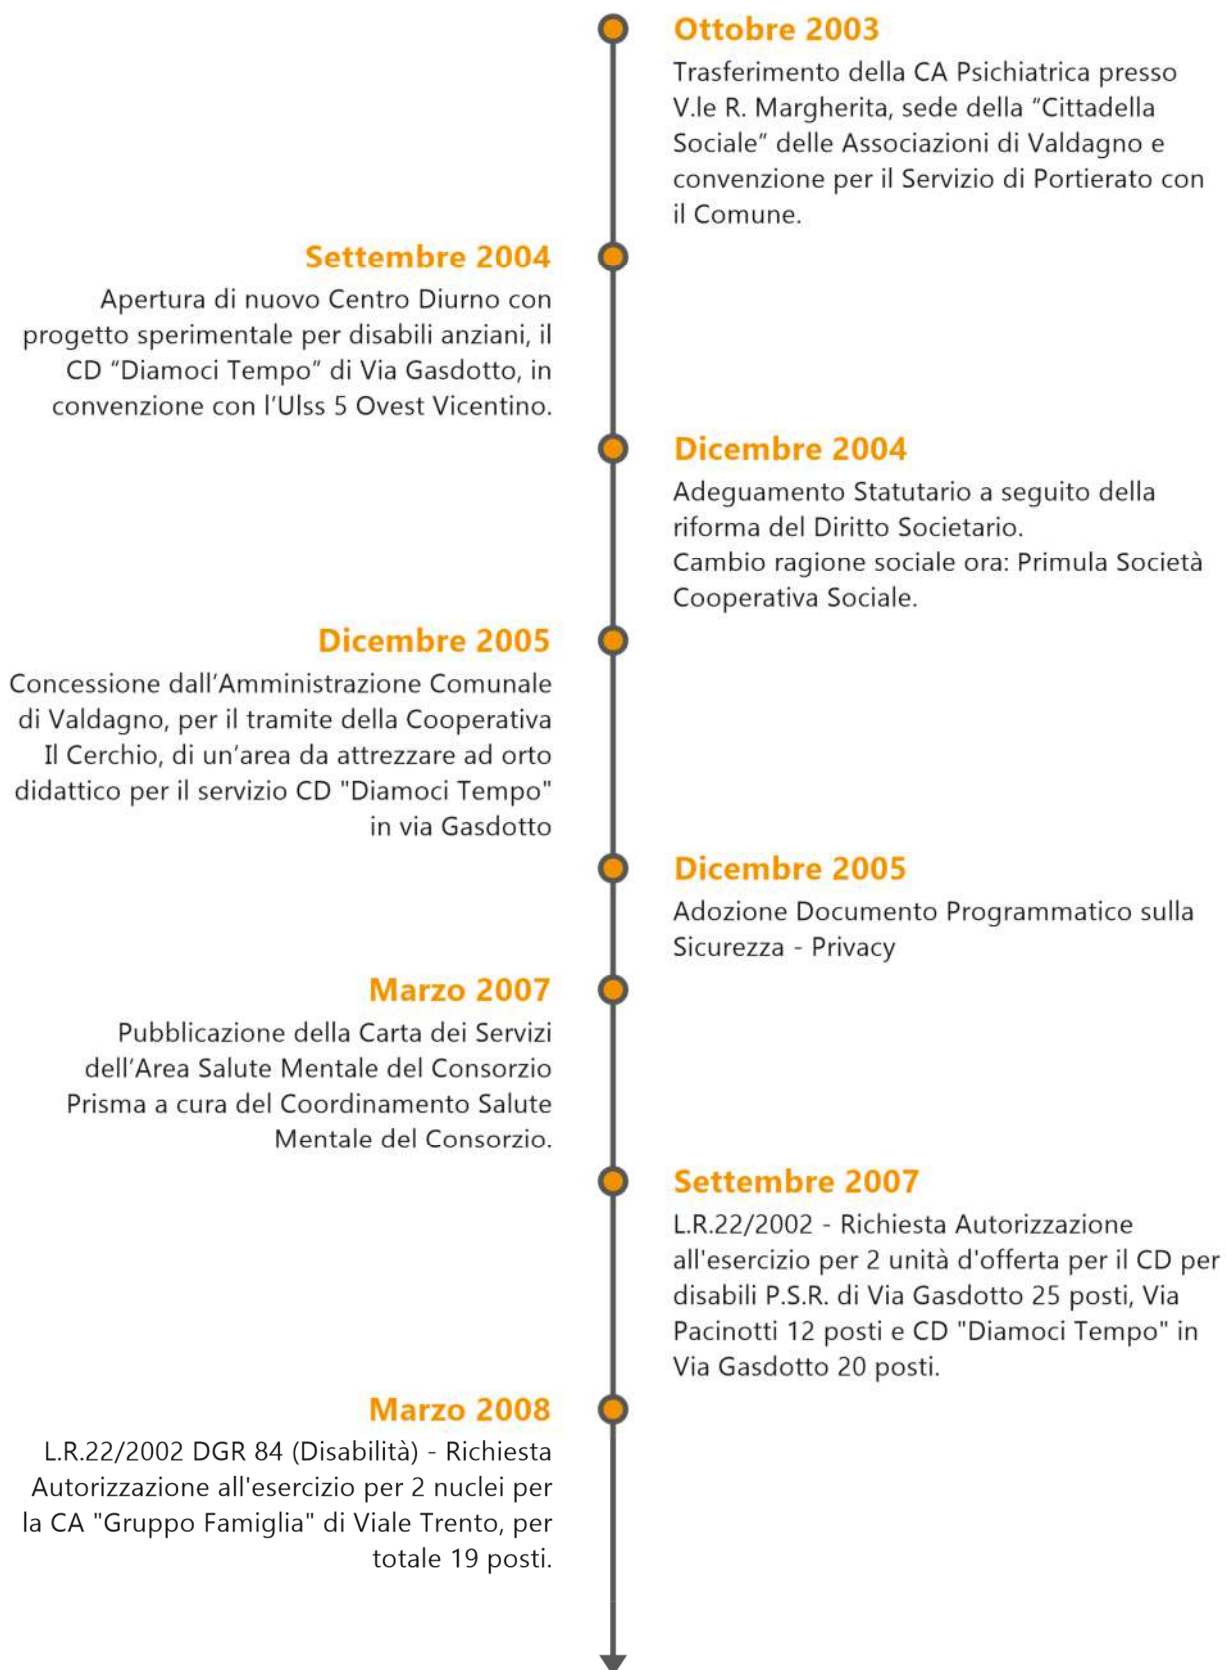 Ottobre 2003
Trasferimento della CA Psichiatrica presso
V.le R. Margherita, sede della “Cittadella
Sociale” delle Associazioni di Valdagno e
convenzione per il Servizio di Portierato con
il Comune.
Settembre 2004
Apertura di nuovo Centro Diurno con
progetto sperimentale per disabili anziani, il
CD “Diamoci Tempo” di Via Gasdotto, in
convenzione con l’Ulss 5 Ovest Vicentino.
Dicembre 2004
Adeguamento Statutario a seguito della
riforma del Diritto Societario.
Cambio ragione sociale ora: Primula Società
Cooperativa Sociale.
Dicembre 2005
Concessione dall’Amministrazione Comunale
di Valdagno, per il tramite della Cooperativa
Il Cerchio, di un’area da attrezzare ad orto
didattico per il servizio CD "Diamoci Tempo"
in via Gasdotto
Dicembre 2005
Adozione Documento Programmatico sulla
Sicurezza - Privacy
Marzo 2007
Pubblicazione della Carta dei Servizi
dell’Area Salute Mentale del Consorzio
Prisma a cura del Coordinamento Salute
Mentale del Consorzio.
Settembre 2007
L.R.22/2002 - Richiesta Autorizzazione
all'esercizio per 2 unità d'offerta per il CD per
disabili P.S.R. di Via Gasdotto 25 posti, Via
Pacinotti 12 posti e CD "Diamoci Tempo" in
Via Gasdotto 20 posti.
Marzo 2008
L.R.22/2002 DGR 84 (Disabilità) - Richiesta
Autorizzazione all'esercizio per 2 nuclei per
la CA "Gruppo Famiglia" di Viale Trento, per
totale 19 posti.